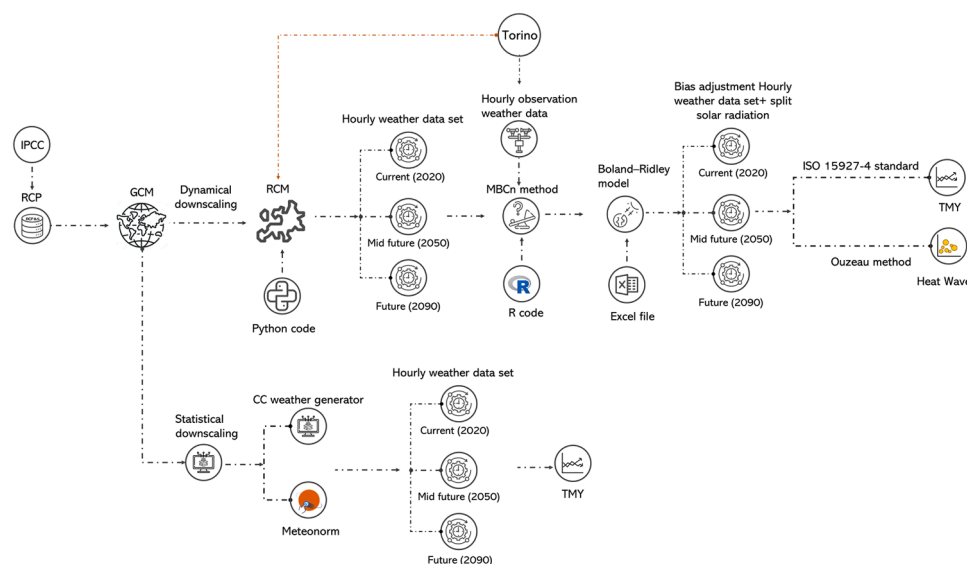 Torino
IPCC
RCP
GCM
Dynamical
downscaling
RCM
Python code
Hourly weather data set
Current (2020)
Mid future (2050)
Future (2090)
Hourly observation
weather data
MBCn method
R
R code
Boland–Ridley
model
Excel file
Bias adjustment Hourly
weather data set+ split
solar radiation
Current (2020)
Mid future (2050)
Future (2090)
ISO 15927-4 standard
TMY
Ouzeau method
Heat Wave
Statistical
downscaling
CC weather generator
Meteonorm
Hourly weather data set
Current (2020)
Mid future (2050)
Future (2090)
TMY